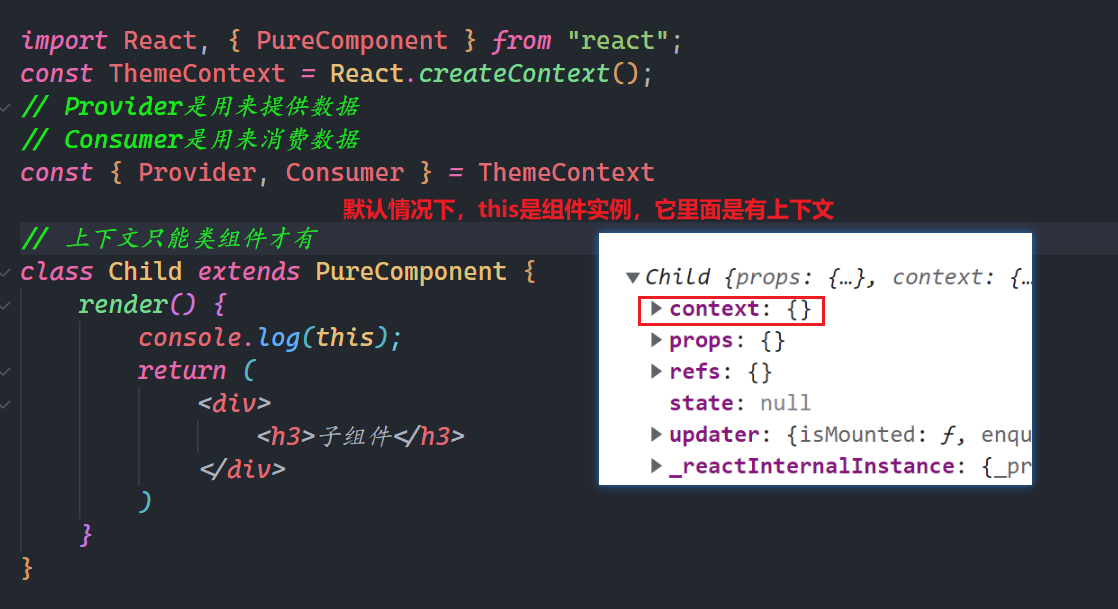 import React, { PureComponent } from "react";
const ThemeContext = React.createContext();
// Provider是用来提供数据
// Consumer是用来消费数据
const { Provider, Consumer } = ThemeContext
默认情况下，this是组件实例，它里面是有上下文
// 上下文只能类组件才有
class Child extends PureComponent {
render() {
console.log(this);
return (
<div>
<h3>子组件</h3>
</div>
)
}
}
Child {props: {…}, context: {…
context: {}
props: {}
refs: {}
state: null
updater: {isMounted: ƒ, enqu
_reactInternalInstance: {_pr